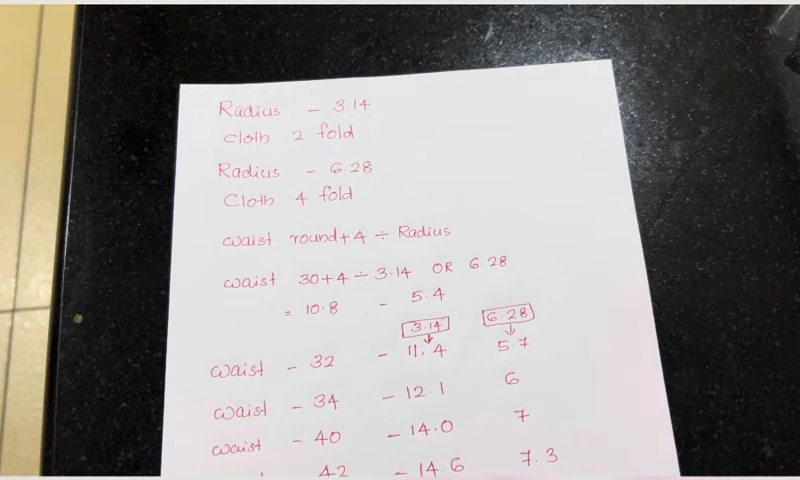 Radius - 3.14
Cloth 2 fold
Radius - 6.28
Cloth 4 fold
waist round+4 ÷ Radius
waist 30+4 ÷ 3.14 OR 6.28
= 10.8 - 5.4
3.14 6.28
waist - 32 - 11.4 5.7
waist - 34 - 12.1 6
waist - 40 - 14.0 7
42 - 14.6 7.3